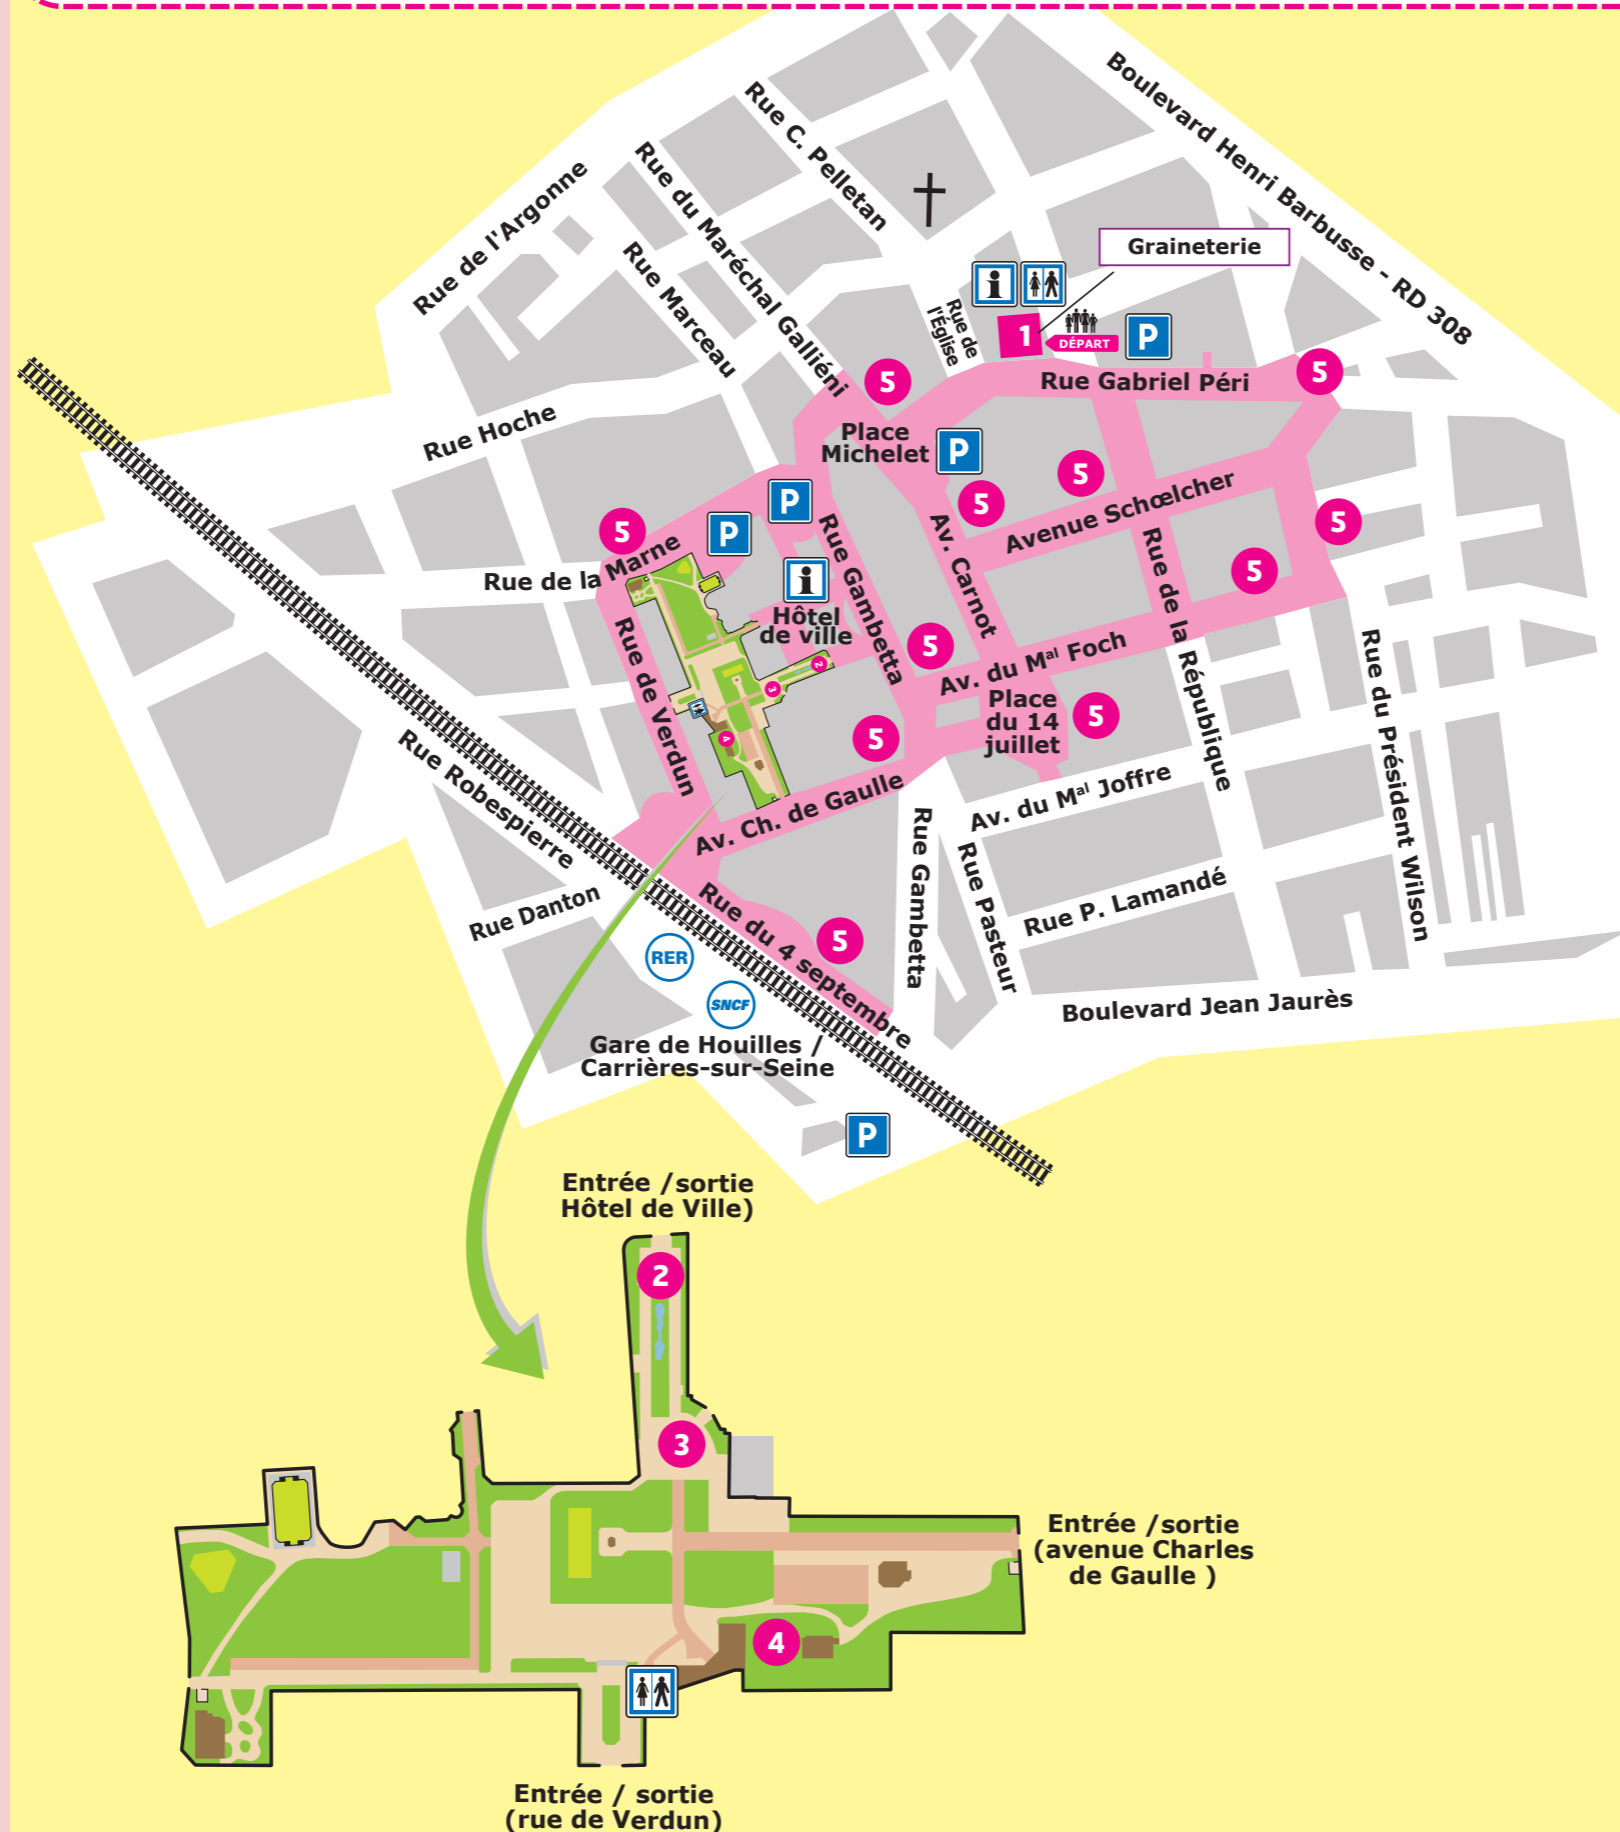 Boulevard Henri Barbusse - RD 308
Rue C. Pelletan
Rue du Maréchal Galliéni
Rue de l'Argonne
Rue Marceau
Graineterie
i
Rue de
l'Église
1
DÉPART
P
5
Rue Gabriel Péri
5
Rue Hoche
Place
Michelet
P
5
5
Avenue Schœlcher
5
5
P
P
5
Rue de la Marne
i
Hôtel
de ville
Rue Gambetta
Av. Carnot
Rue de la République
5
Av. du Mal Foch
Place
du 14
juillet
5
5
2
3
4
Rue de Verdun
Rue du Président Wilson
Av. du Mal Joffre
Av. Ch. de Gaulle
Rue Robespierre
Rue Gambetta
Rue Pasteur
Rue P. Lamandé
Rue Danton
Rue du 4 septembre
5
RER
SNCF
Boulevard Jean Jaurès
Gare de Houilles /
Carrières-sur-Seine
P
Entrée /sortie
Hôtel de Ville)
2
3
Entrée /sortie
(avenue Charles
de Gaulle )
4
Entrée / sortie
(rue de Verdun)